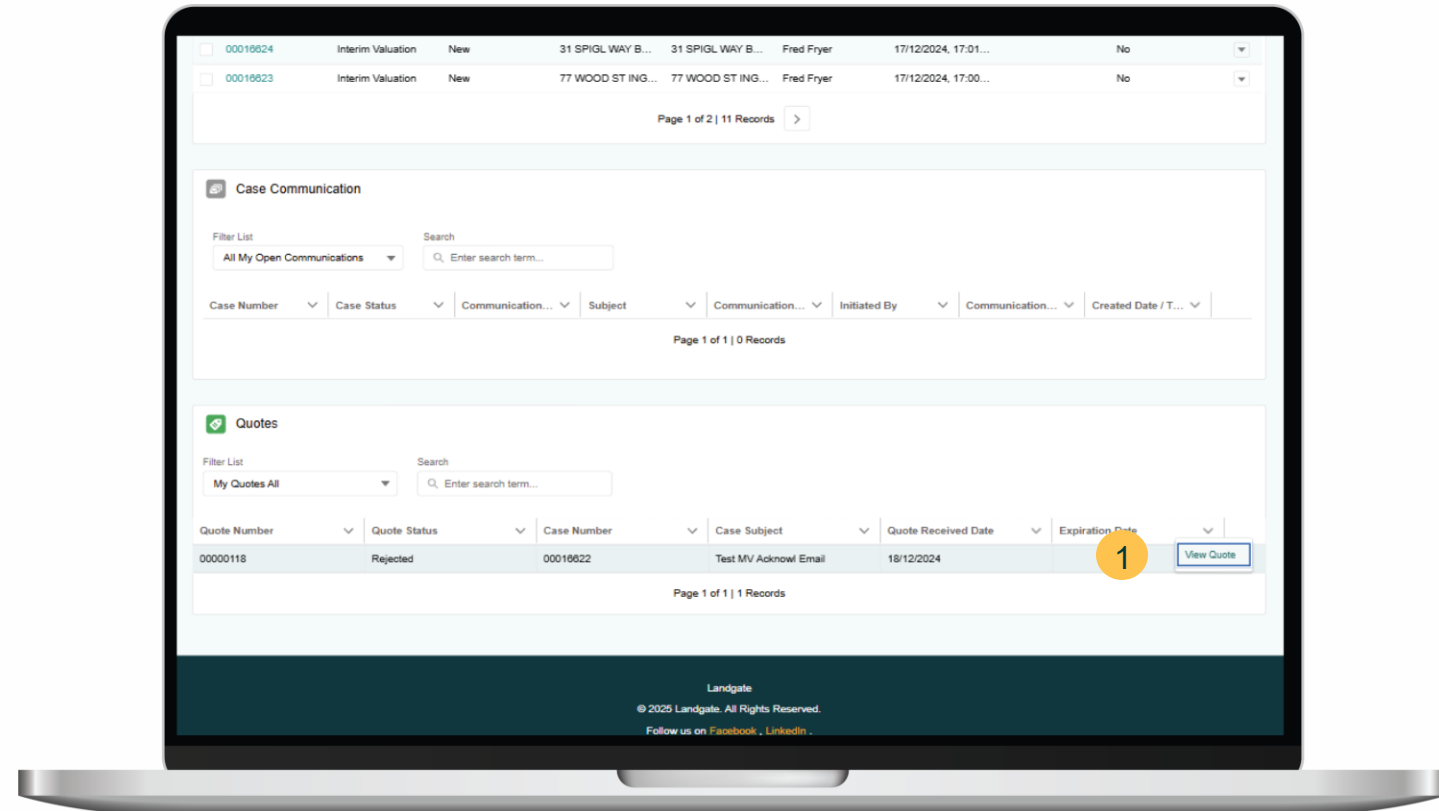 00016624 Interim Valuation New 31 SPIGL WAY B... 31 SPIGL WAY B... Fred Fryer 17/12/2024, 17:01... No
00016623 Interim Valuation New 77 WOOD ST ING... 77 WOOD ST ING... Fred Fryer 17/12/2024, 17:00... No
Page 1 of 2 | 11 Records
Case Communication
Filter List Search
All My Open Communications Enter search term...
Case Number Case Status Communication... Subject Communication... Initiated By Communication... Created Date / T...
Page 1 of 1 | 0 Records
Quotes
Filter List Search
My Quotes All Enter search term...
Quote Number Quote Status Case Number Case Subject Quote Received Date Expiration Date
00000118 Rejected 00016622 Test MV Acknowl Email 18/12/2024 1 View Quote
Page 1 of 1 | 1 Records
Landgate
© 2025 Landgate. All Rights Reserved.
Follow us on Facebook , LinkedIn .